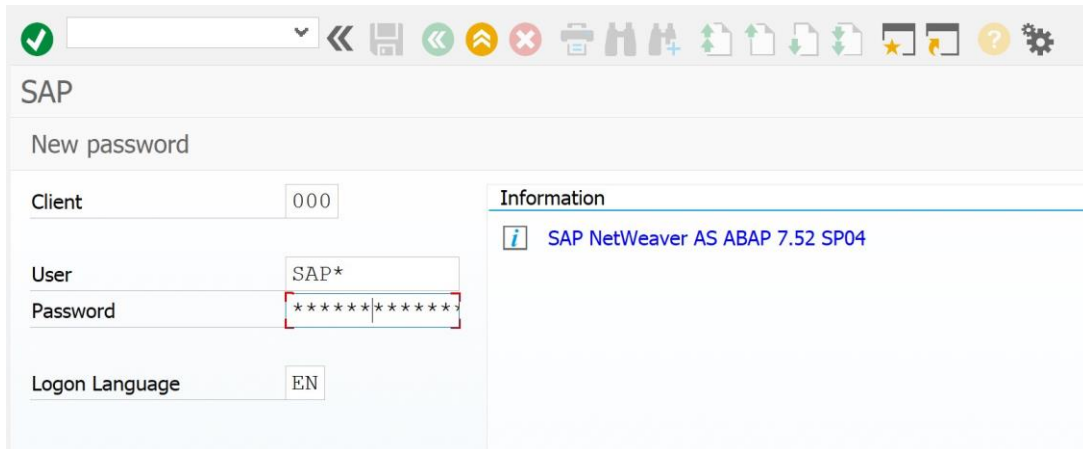 SAP
New password
Client 000
Information
i SAP NetWeaver AS ABAP 7.52 SP04
User SAP*
Password *************
Logon Language EN